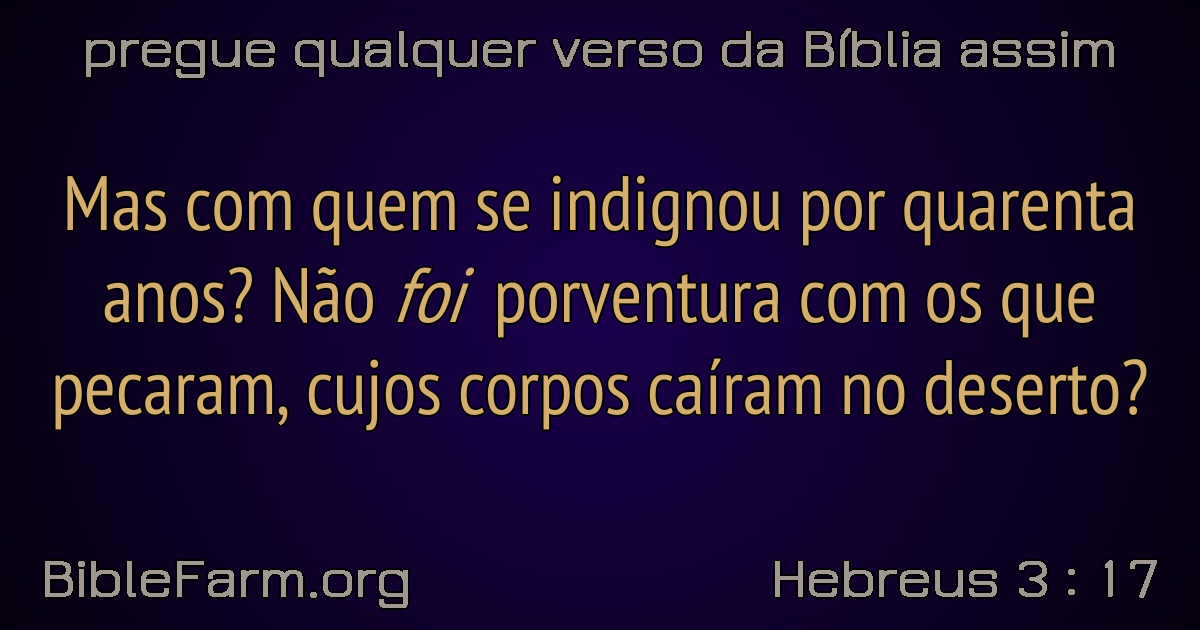 pregue qualquer verso da Bíblia assim
Mas com quem se indignou por quarenta
anos? Não foi porventura com os que
pecaram, cujos corpos caíram no deserto?
BibleFarm.org
Hebreus 3 : 17